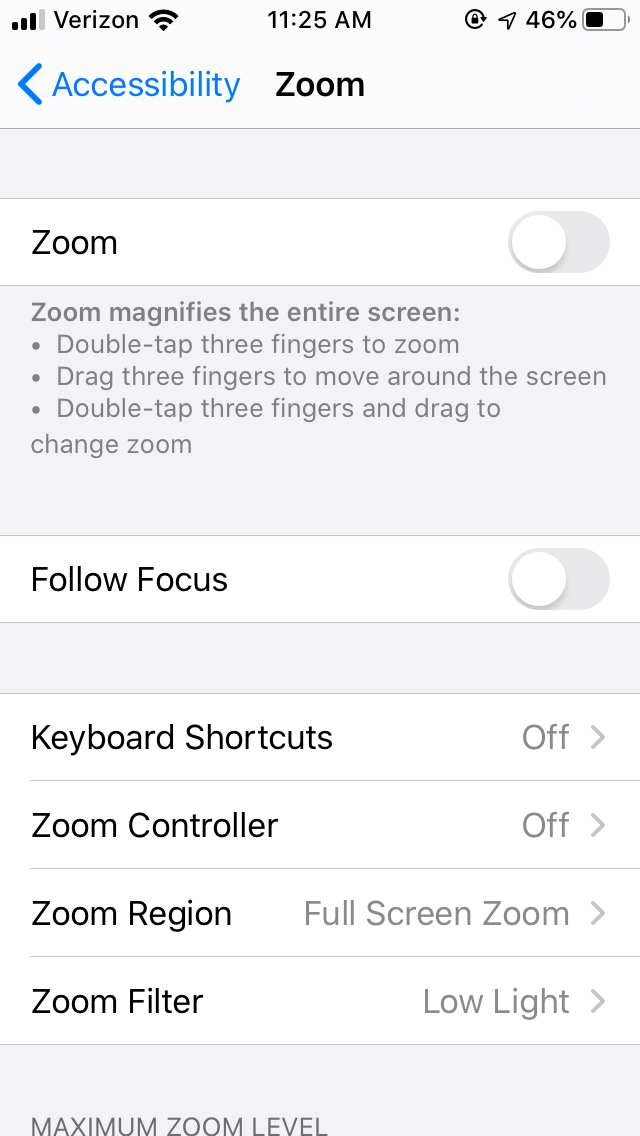 Verizon 11:25 AM 46%
Accessibility Zoom
Zoom
Zoom magnifies the entire screen:
• Double-tap three fingers to zoom
• Drag three fingers to move around the screen
• Double-tap three fingers and drag to
change zoom
Follow Focus
Keyboard Shortcuts Off
Zoom Controller Off
Zoom Region Full Screen Zoom
Zoom Filter Low Light
MAXIMUM ZOOM LEVEL